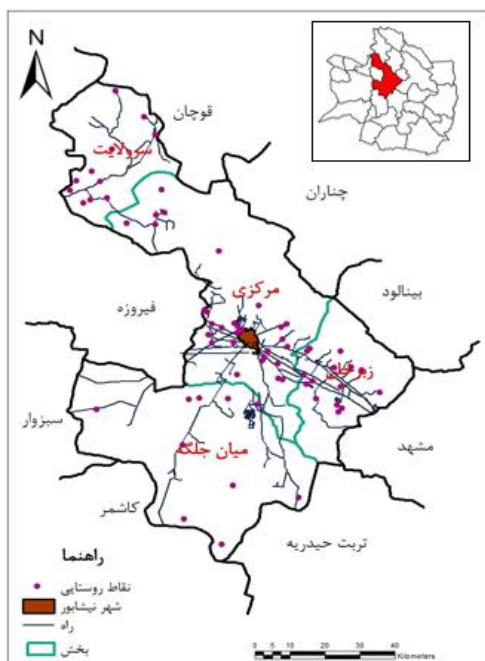 N
قوچان
سرولایت
چناران
مرکزی
بینالود
فیروزه
زبرخان
سبزوار
مشهد
میان جلگه
کاشمر
تربت حیدریه
راهنما
نقاط روستایی
شهر نیشابور
راه
بخش
0 5 10 20 30 40
Kilometers